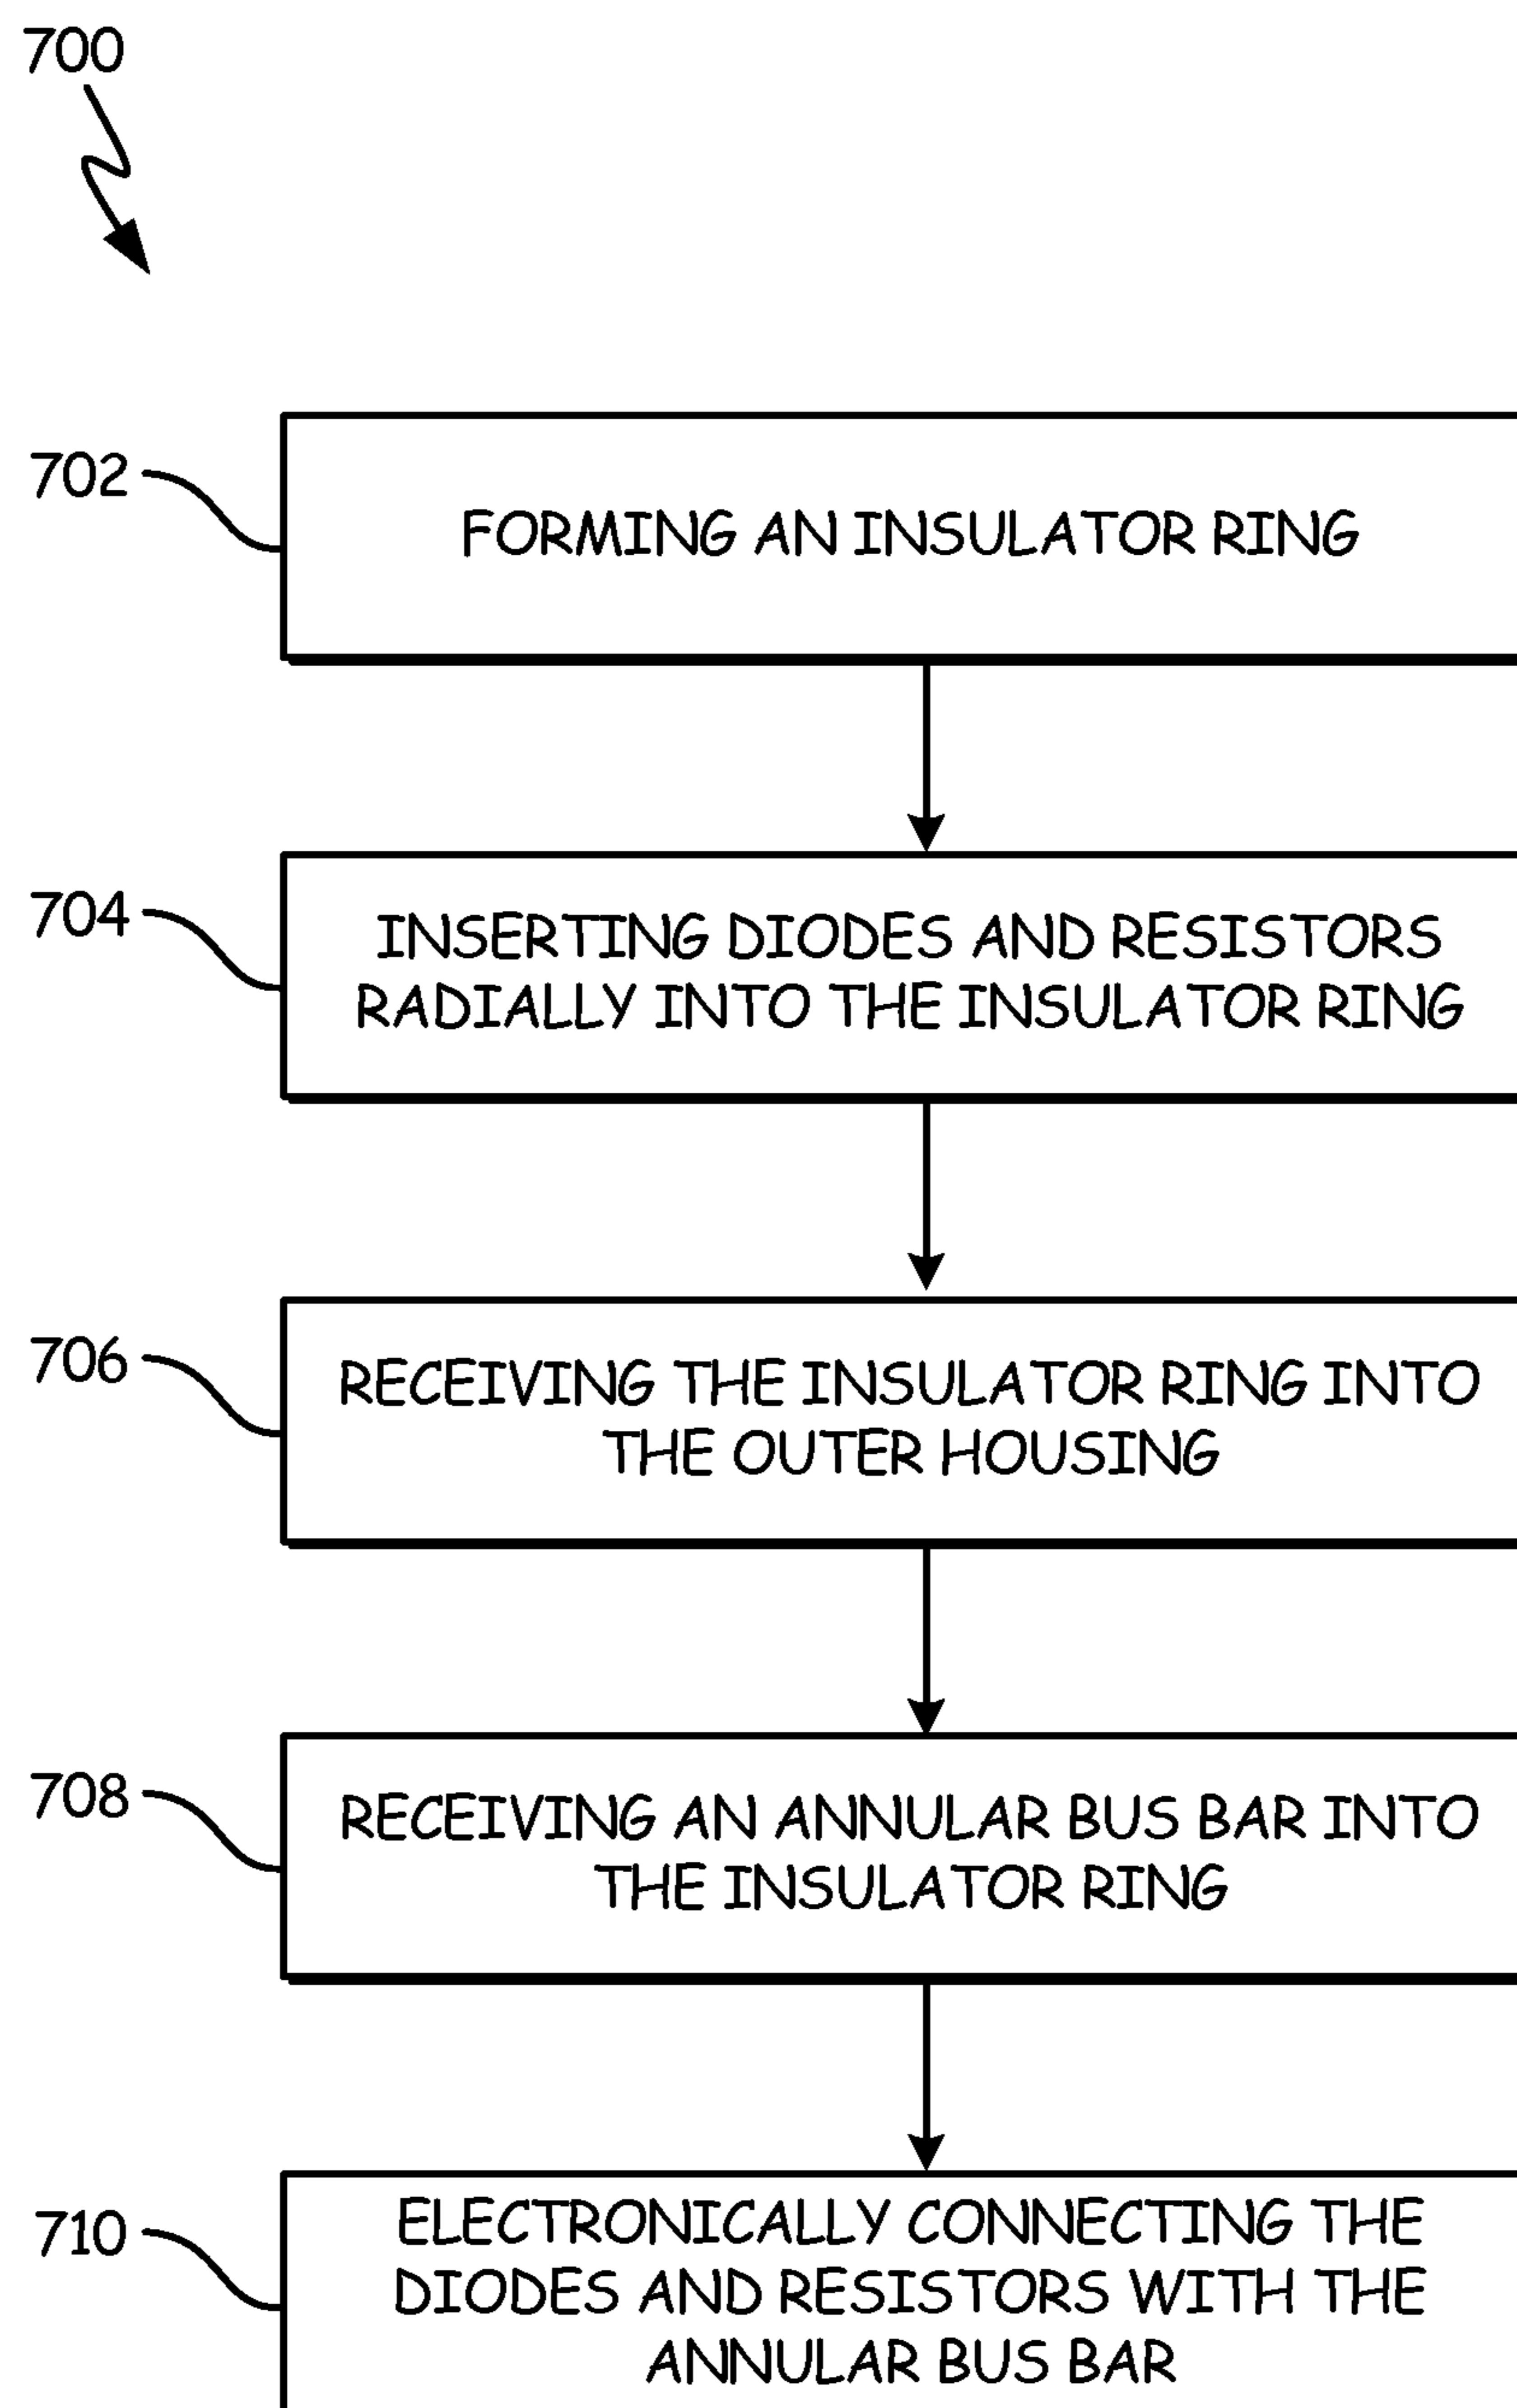 700
702
FORMING AN INSULATOR RING
704
INSERTING DIODES AND RESISTORS
RADIALLY INTO THE INSULATOR RING
706
RECEIVING THE INSULATOR RING INTO
THE OUTER HOUSING
708
RECEIVING AN ANNULAR BUS BAR INTO
THE INSULATOR RING
710
ELECTRONICALLY CONNECTING THE
DIODES AND RESISTORS WITH THE
ANNULAR BUS BAR